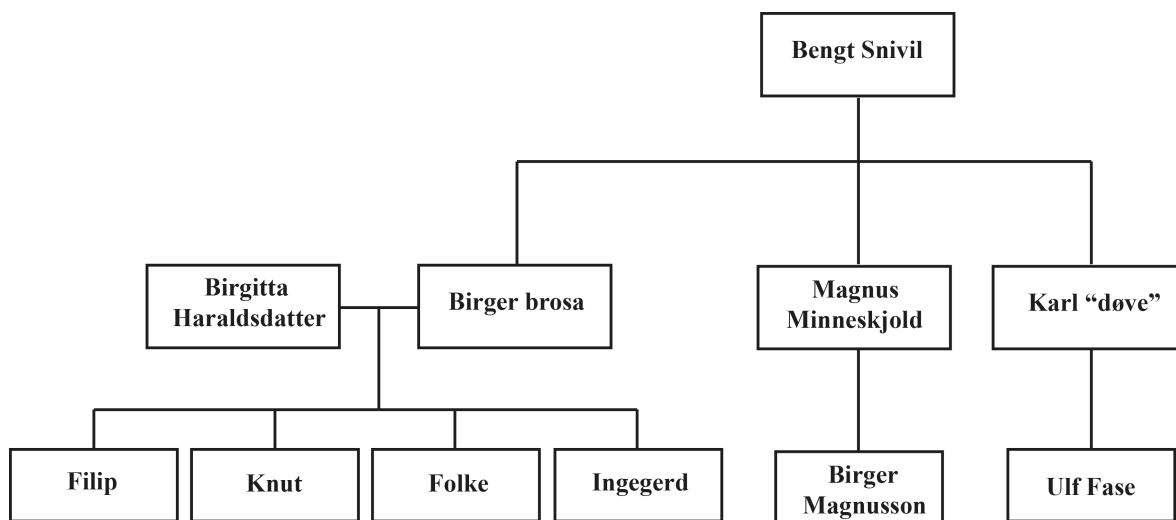 Bengt Snivil
Birgitta
Haraldsdatter
Birger brosa
Magnus
Minneskjold
Karl “døve”
Filip
Knut
Folke
Ingegerd
Birger
Magnusson
Ulf Fase